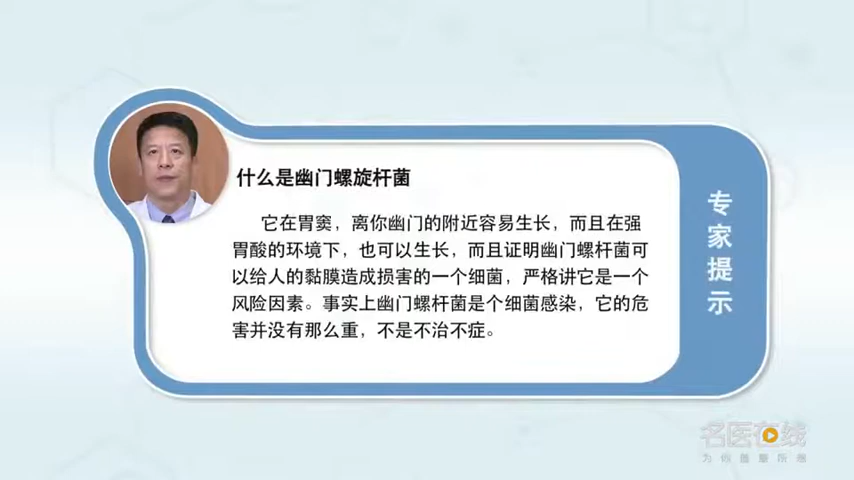 什么是幽门螺旋杆菌
它在胃窦，离你幽门的附近容易生长，而且在强
胃酸的环境下，也可以生长，而且证明幽门螺杆菌可
以给人的黏膜造成损害的一个细菌，严格讲它是一个
风险因素。事实上幽门螺杆菌是个细菌感染，它的危
害并没有那么重，不是不治不症。
专家提示
名医在线